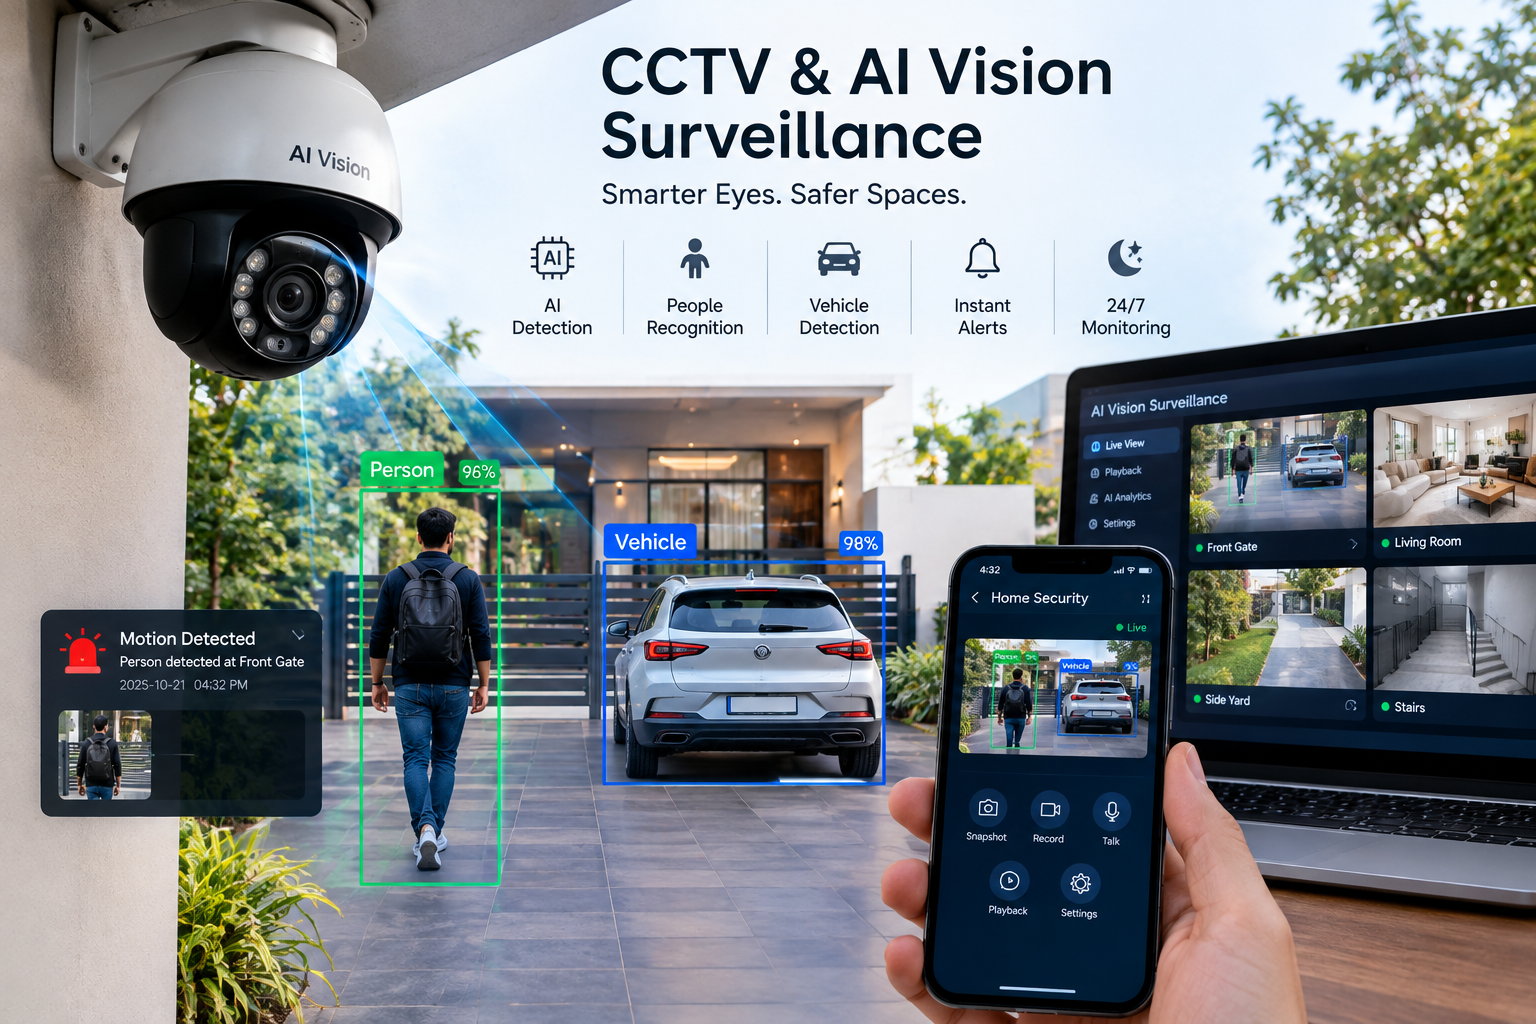 CCTV & AI Vision
Surveillance
Smarter Eyes. Safer Spaces.
AI Vision
AI
AI
Detection
People
Recognition
Vehicle
Detection
Instant
Alerts
24/7
Monitoring
Person 96%
Vehicle 98%
Motion Detected
Person detected at Front Gate
2025-10-21 04:32 PM
AI Vision Surveillance
Live View
Playback
AI Analytics
Settings
Front Gate
Living Room
Side Yard
Stairs
4:32
Home Security
Live
Vehicle
Snapshot
Record
Talk
Playback
Settings